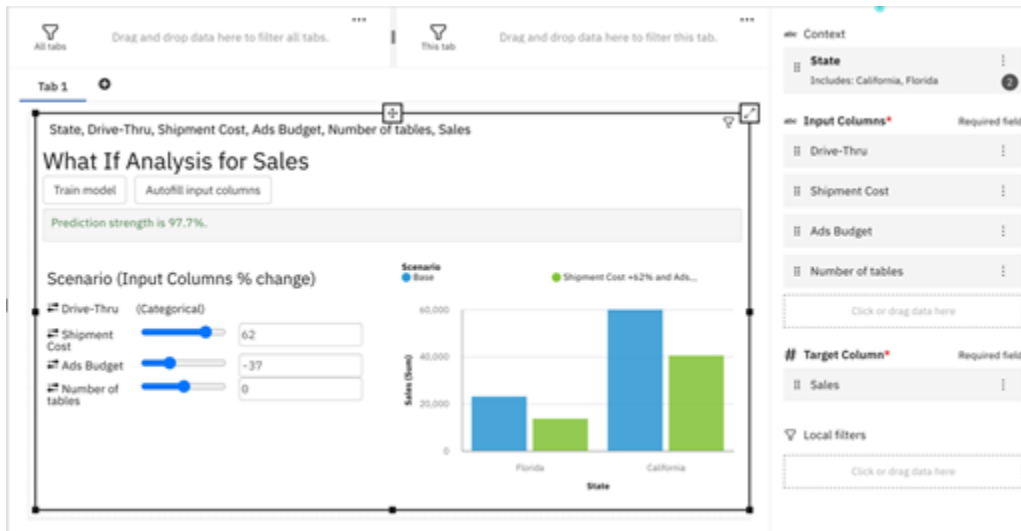 All tabs
Drag and drop data here to filter all tabs.
This tab
Drag and drop data here to filter this tab.
Tab 1
State, Drive-Thru, Shipment Cost, Ads Budget, Number of tables, Sales
What If Analysis for Sales
Train model
Autofill input columns
Prediction strength is 97.7%.
Scenario (Input Columns % change)
Drive-Thru (Categorical)
Shipment
Cost
62
Ads Budget
-37
Number of
tables
0
Scenario
Base
Shipment Cost +62% and Ads...
60,000
40,000
20,000
0
Sales (Sum)
Florida
California
State
abc Context
State
Includes: California, Florida
2
abc Input Columns*
Required field
Drive-Thru
Shipment Cost
Ads Budget
Number of tables
Click or drag data here
# Target Column*
Required field
Sales
Local filters
Click or drag data here